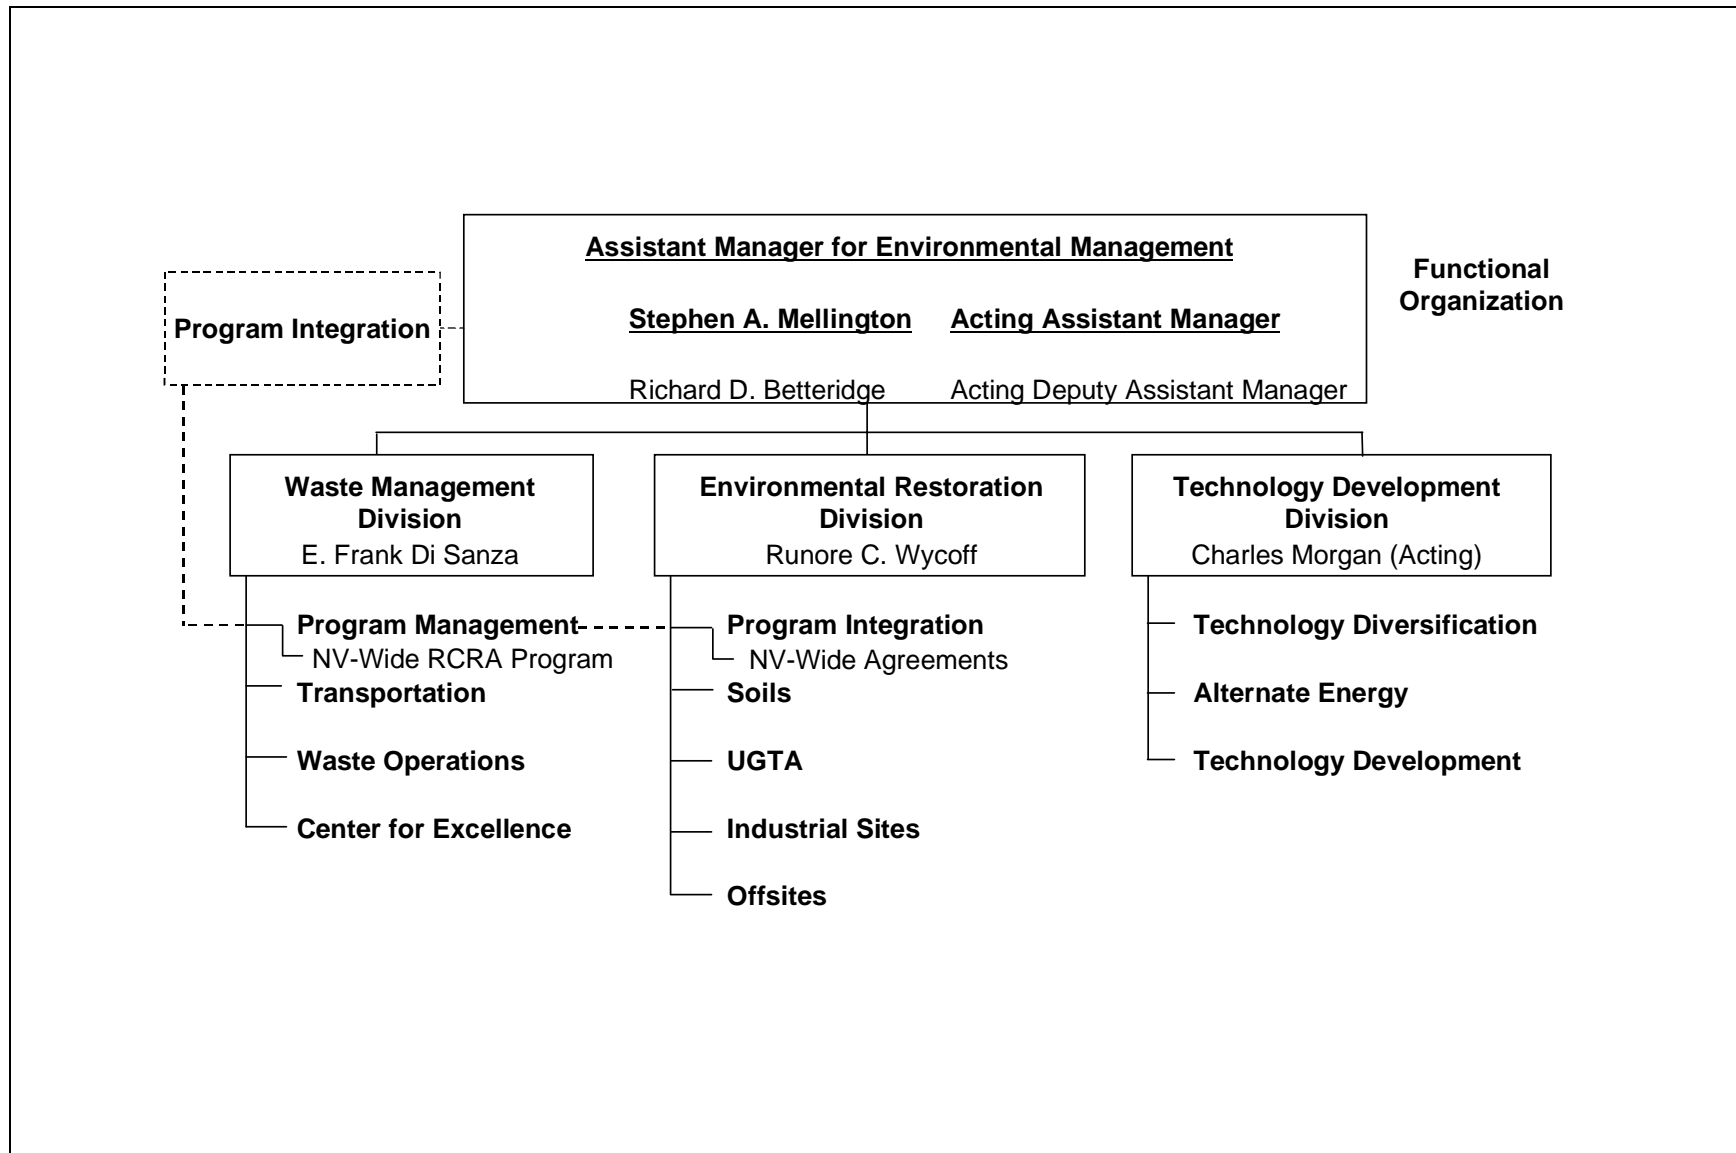 Assistant Manager for Environmental Management
Functional
Organization
Program Integration
Stephen A. Mellington Acting Assistant Manager
Richard D. Betteridge Acting Deputy Assistant Manager
Waste Management
Division
E. Frank Di Sanza
Program Management
NV-Wide RCRA Program
Transportation
Waste Operations
Center for Excellence
Environmental Restoration
Division
Runore C. Wycoff
Program Integration
NV-Wide Agreements
Soils
UGTA
Industrial Sites
Offsites
Technology Development
Division
Charles Morgan (Acting)
Technology Diversification
Alternate Energy
Technology Development